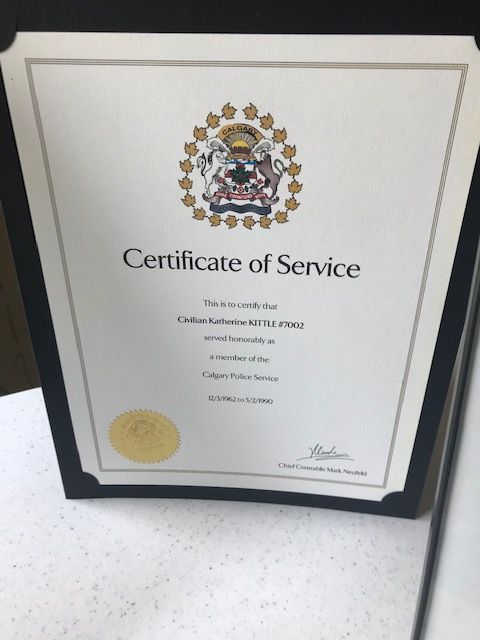 CALGARY
Certificate of Service
This is to certify that
Civilian Katherine KITTLE #7002
served honorably as
a member of the
Calgary Police Service
12/3/1962 to 5/2/1990
Chief Constable Mark Neufeld